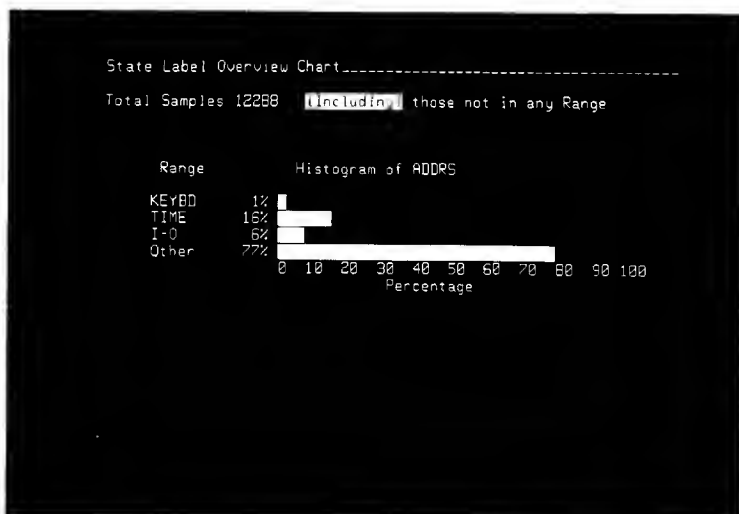 State Label Overview Chart
Total Samples 12288 [Including] those not in any Range
Range Histogram of ADDRS
KEYBD 1%
TIME 16%
I-O 6%
Other 77%
0 10 20 30 40 50 60 70 80 90 100
Percentage